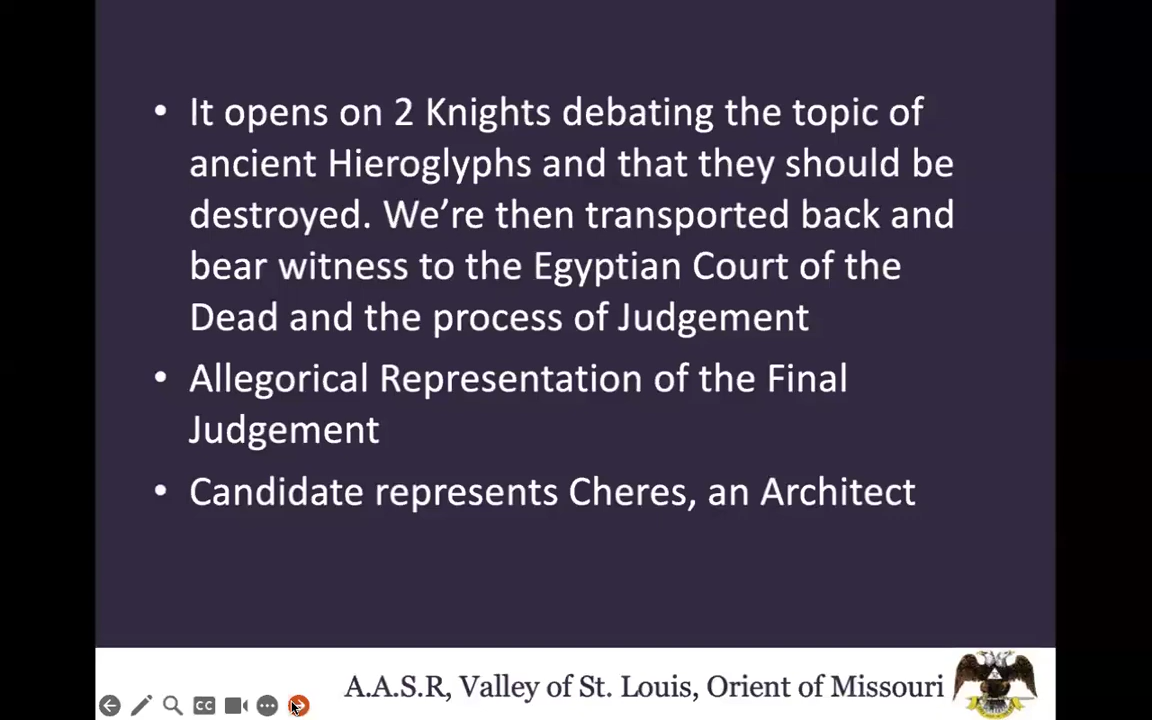 • It opens on 2 Knights debating the topic of
ancient Hieroglyphs and that they should be
destroyed. We’re then transported back and
bear witness to the Egyptian Court of the
Dead and the process of Judgement
• Allegorical Representation of the Final
Judgement
• Candidate represents Cheres, an Architect
CC
A.A.S.R, Valley of St. Louis, Orient of Missouri